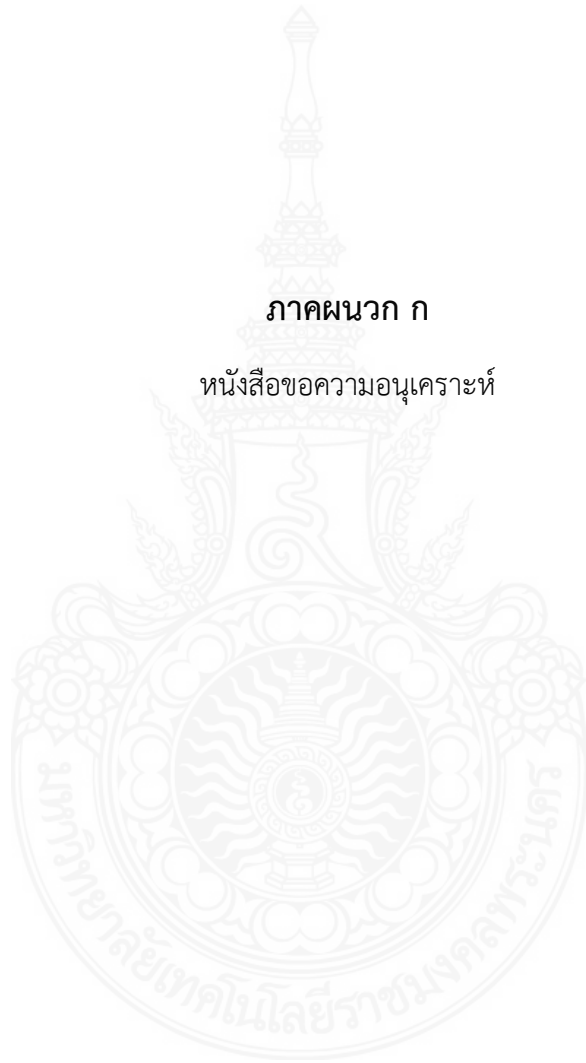 ภาคผนวก ก
หนังสือขอความอนุเคราะห์
มหาวิทยาลัยเทคโนโลยีราชมงคลพระนคร